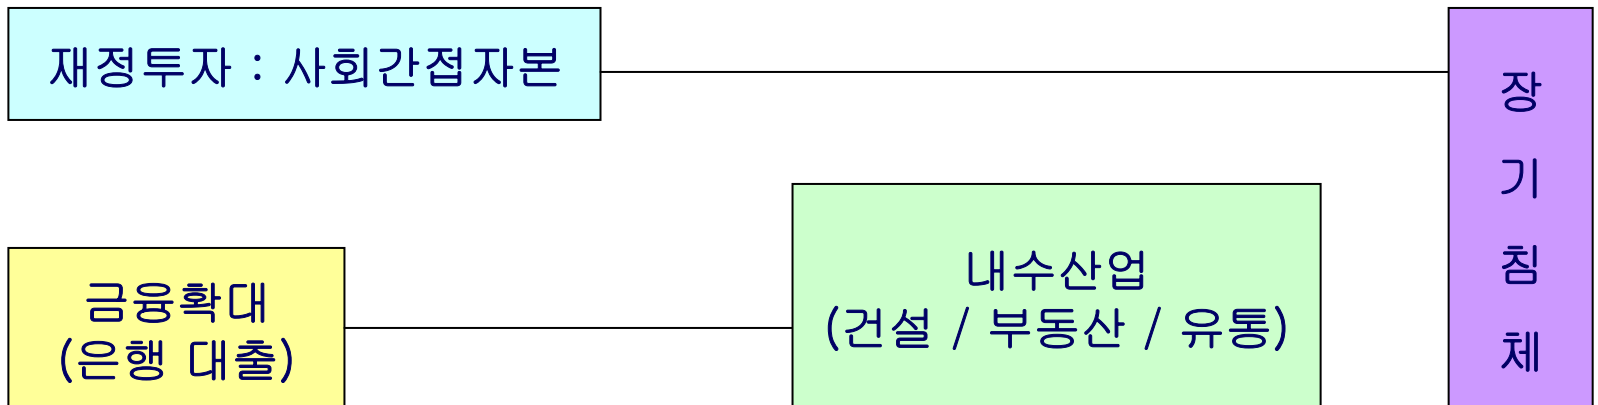 재정투자 : 사회간접자본
장
기
침
체
내수산업
(건설 / 부동산 / 유통)
금융확대
(은행 대출)